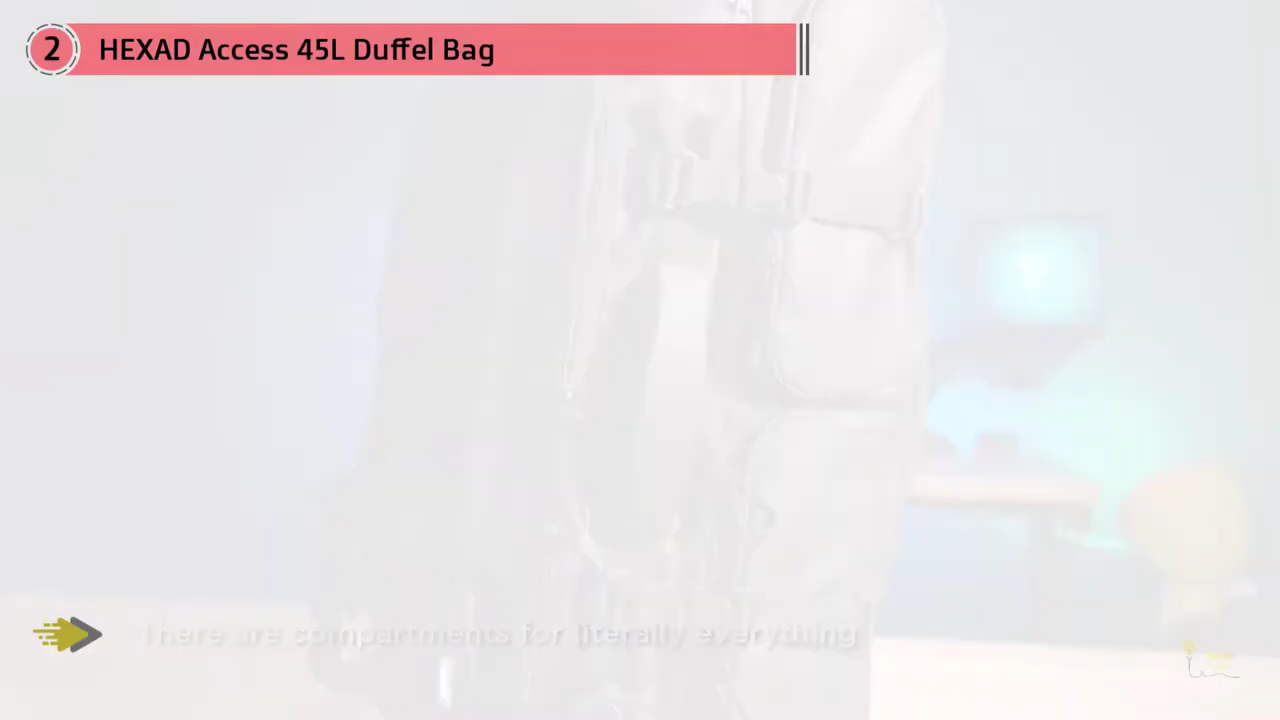 2
HEXAD Access 45L Duffel Bag
There are compartments for literally everything